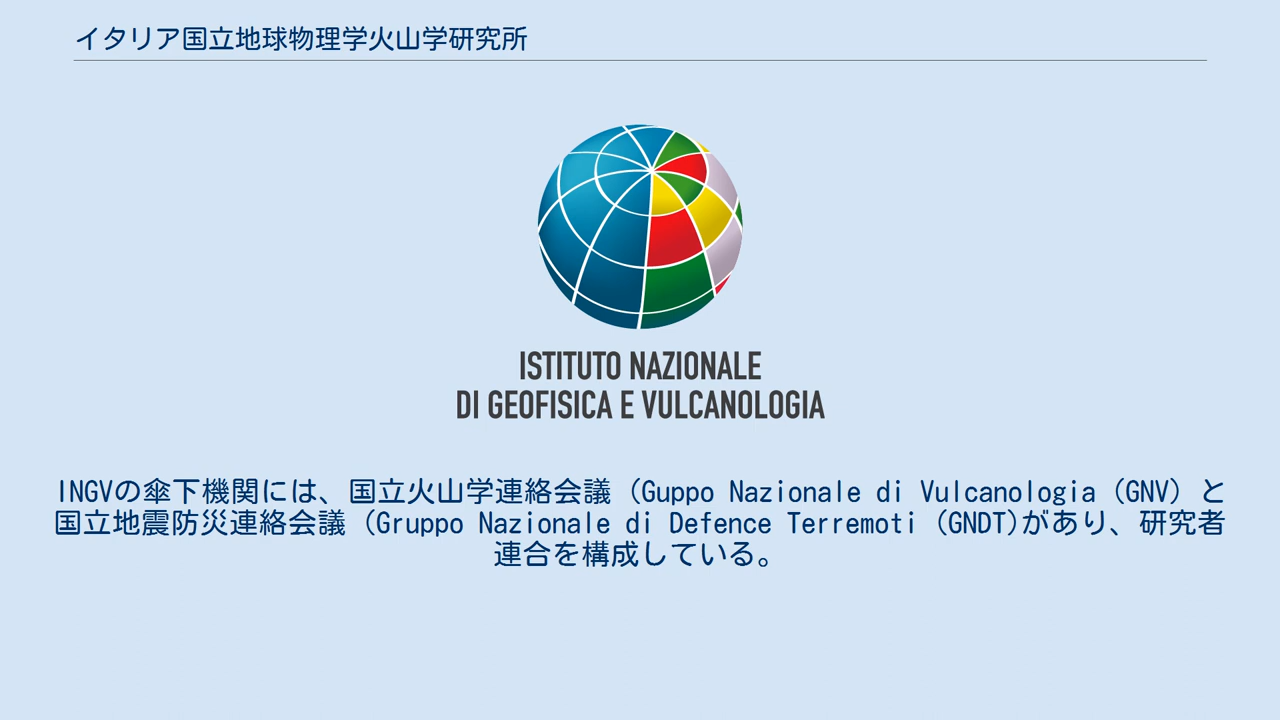 イタリア国立地球物理学火山学研究所
ISTITUTO NAZIONALE
DI GEOFISICA E VULCANOLOGIA
INGVの傘下機関には、国立火山学連絡会議（Guppo Nazionale di Vulcanologia（GNV）と
国立地震防災連絡会議（Gruppo Nazionale di Defence Terremoti（GNDT)があり、研究者
連合を構成している。